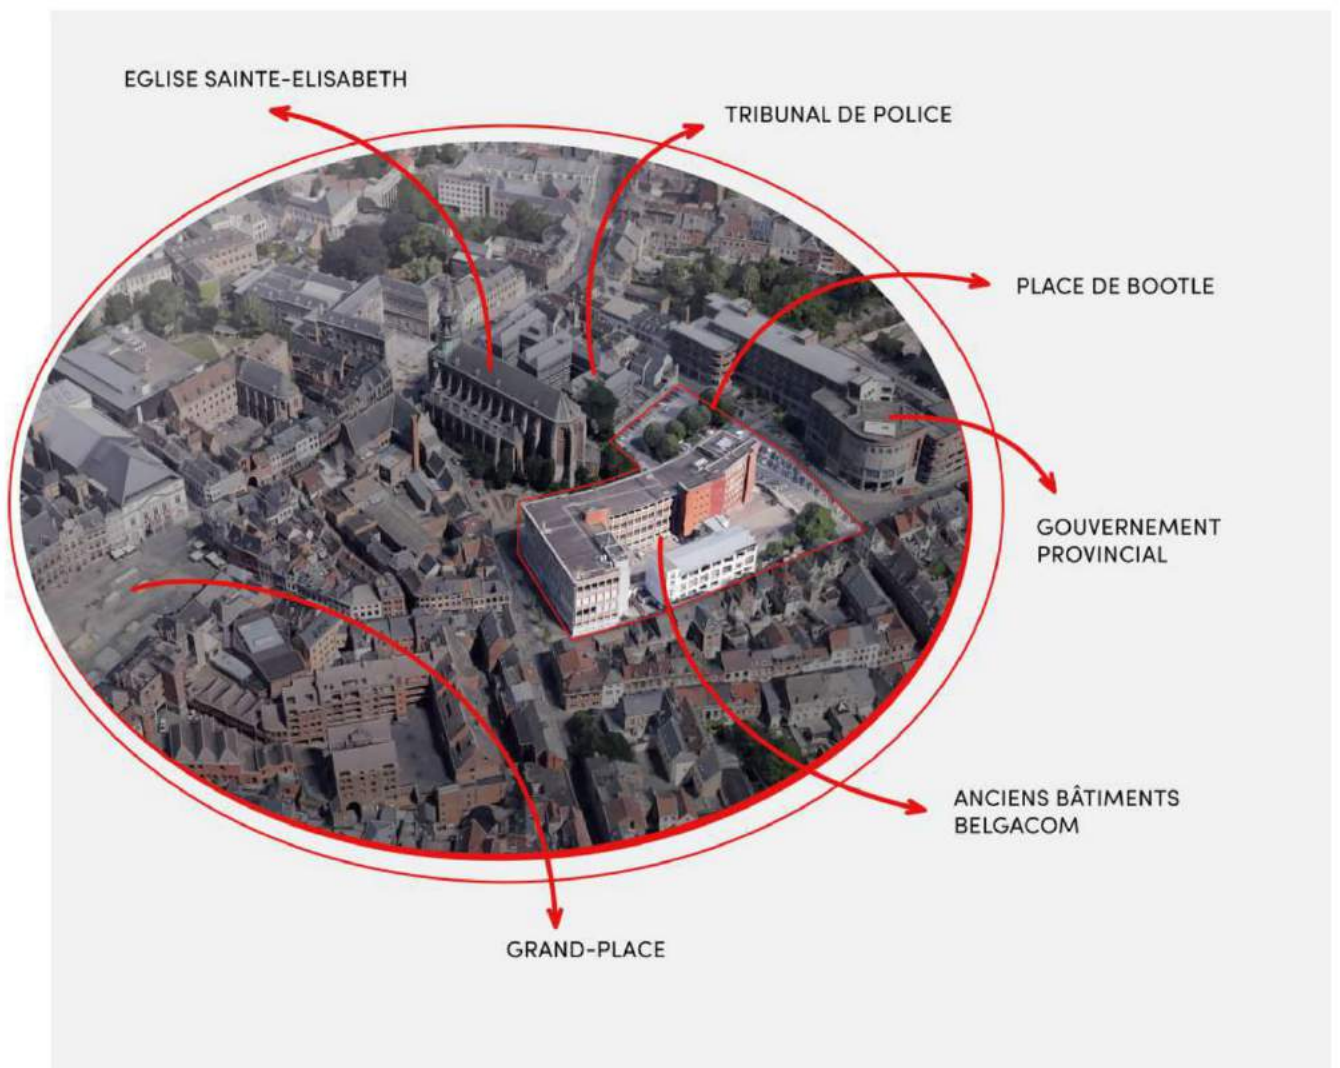 EGLISE SAINTE-ELISABETH
TRIBUNAL DE POLICE
PLACE DE BOOTLE
GOUVERNEMENT
PROVINCIAL
ANCIENS BÂTIMENTS
BELGACOM
GRAND-PLACE